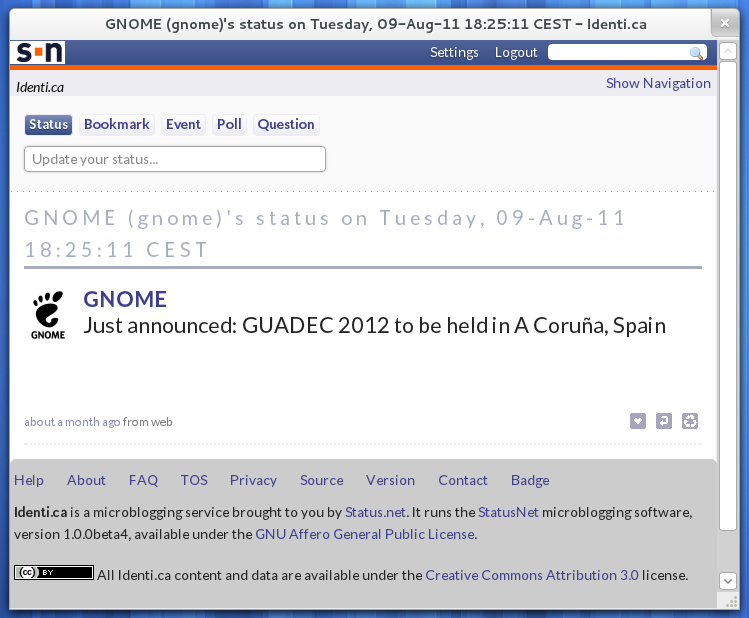 GNOME (gnome)'s status on Tuesday, 09-Aug-11 18:25:11 CEST - Identi.ca
s-n
Settings Logout
Identi.ca
Show Navigation
Status Bookmark Event Poll Question
Update your status...
GNOME (gnome)'s status on Tuesday, 09-Aug-11
18:25:11 CEST
GNOME
GNOME
Just announced: GUADEC 2012 to be held in A Coruña, Spain
about a month ago from web
Help About FAQ TOS Privacy Source Version Contact Badge
Identi.ca is a microblogging service brought to you by Status.net. It runs the StatusNet microblogging software,
version 1.0.0beta4, available under the GNU Affero General Public License.
cc BY All Identi.ca content and data are available under the Creative Commons Attribution 3.0 license.